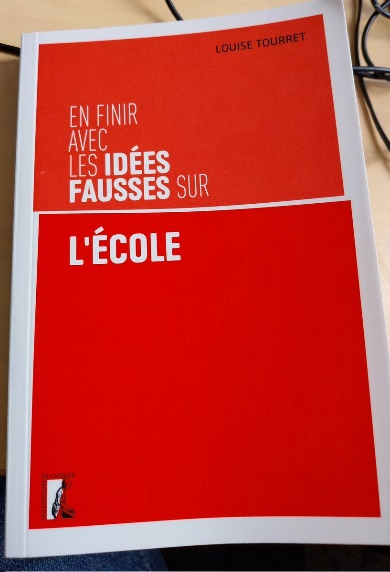 LOUISE TOURRET
EN FINIR
AVEC
LES IDÉES
FAUSSES SUR
L'ÉCOLE